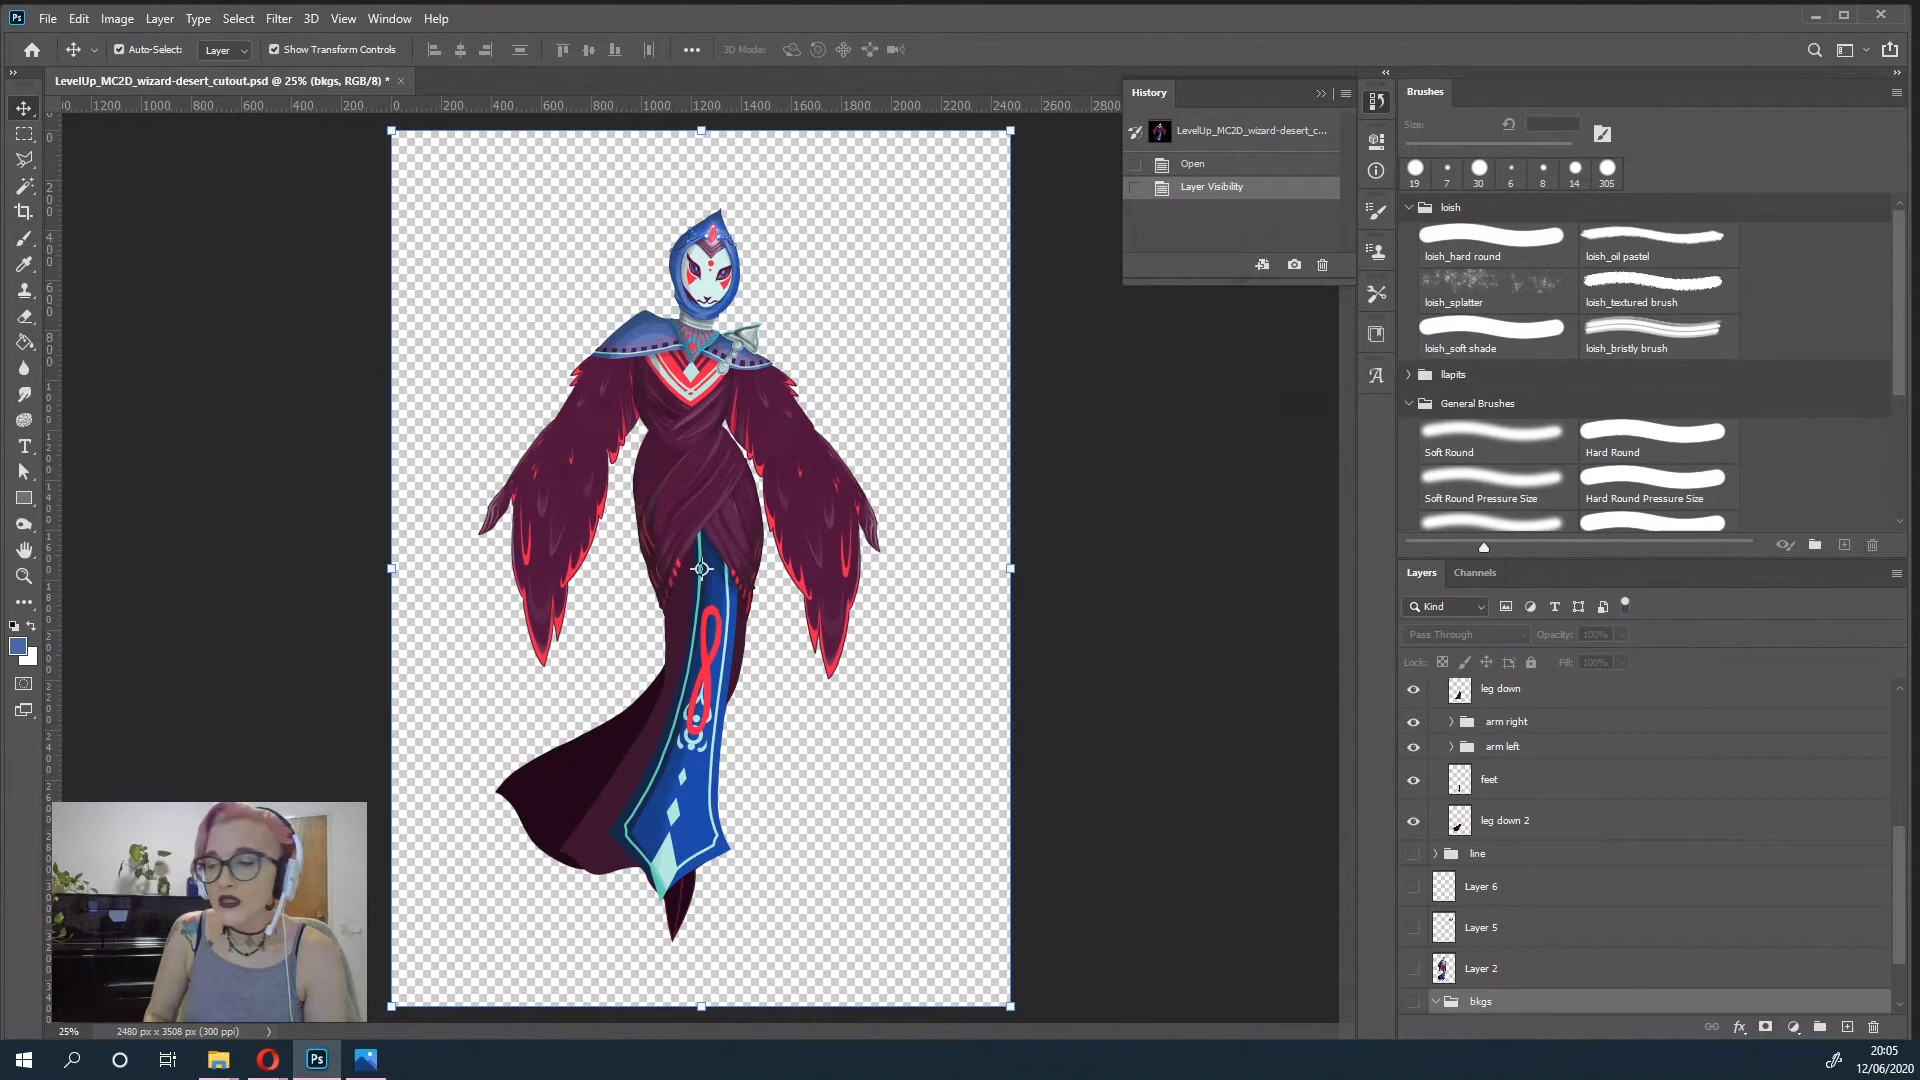 Ps File Edit Image Layer Type Select Filter 3D View Window Help
Auto-Select: Layer Show Transform Controls 3D Mode:
LevelUp_MC2D_wizard-desert_cutout.psd @ 25% (bkgs, RGB/8) * ×
1200 1000 800 600 400 200 0 200 400 600 800 1000 1200 1400 1600 1800 2000 2200 2400 2600 2800
History
LevelUp_MC2D_wizard-desert_c...
Open
Layer Visibility
Brushes
Size:
19 7 30 6 8 14 305
loish
loish_hard round loish_oil pastel
loish_splatter loish_textured brush
loish_soft shade loish_bristly brush
llapits
General Brushes
Soft Round Hard Round
Soft Round Pressure Size Hard Round Pressure Size
Layers Channels
Kind
Pass Through Opacity: 100%
Lock: Fill: 100%
leg down
arm right
arm left
feet
leg down 2
line
Layer 6
Layer 5
Layer 2
bkgs
fx
25% 2480 px x 3508 px (300 ppi)
Ps
20:05
12/06/2020